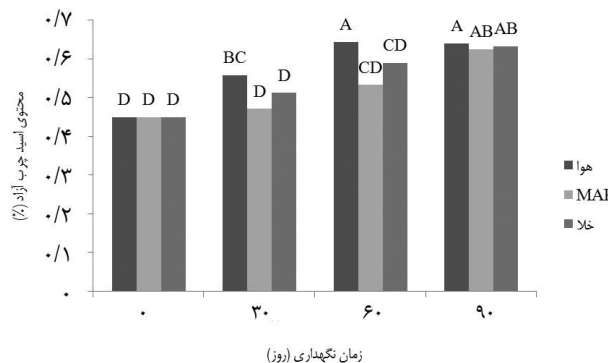 محتوی اسید چرب آزاد (%)
۰/۷
۰/۶
۰/۵
۰/۴
۰/۳
۰/۲
۰/۱
۰
D D D
BC D D
A CD CD
A AB AB
۰ ۳۰ ۶۰ ۹۰
زمان نگهداری (روز)
هوا
MAP
خلا